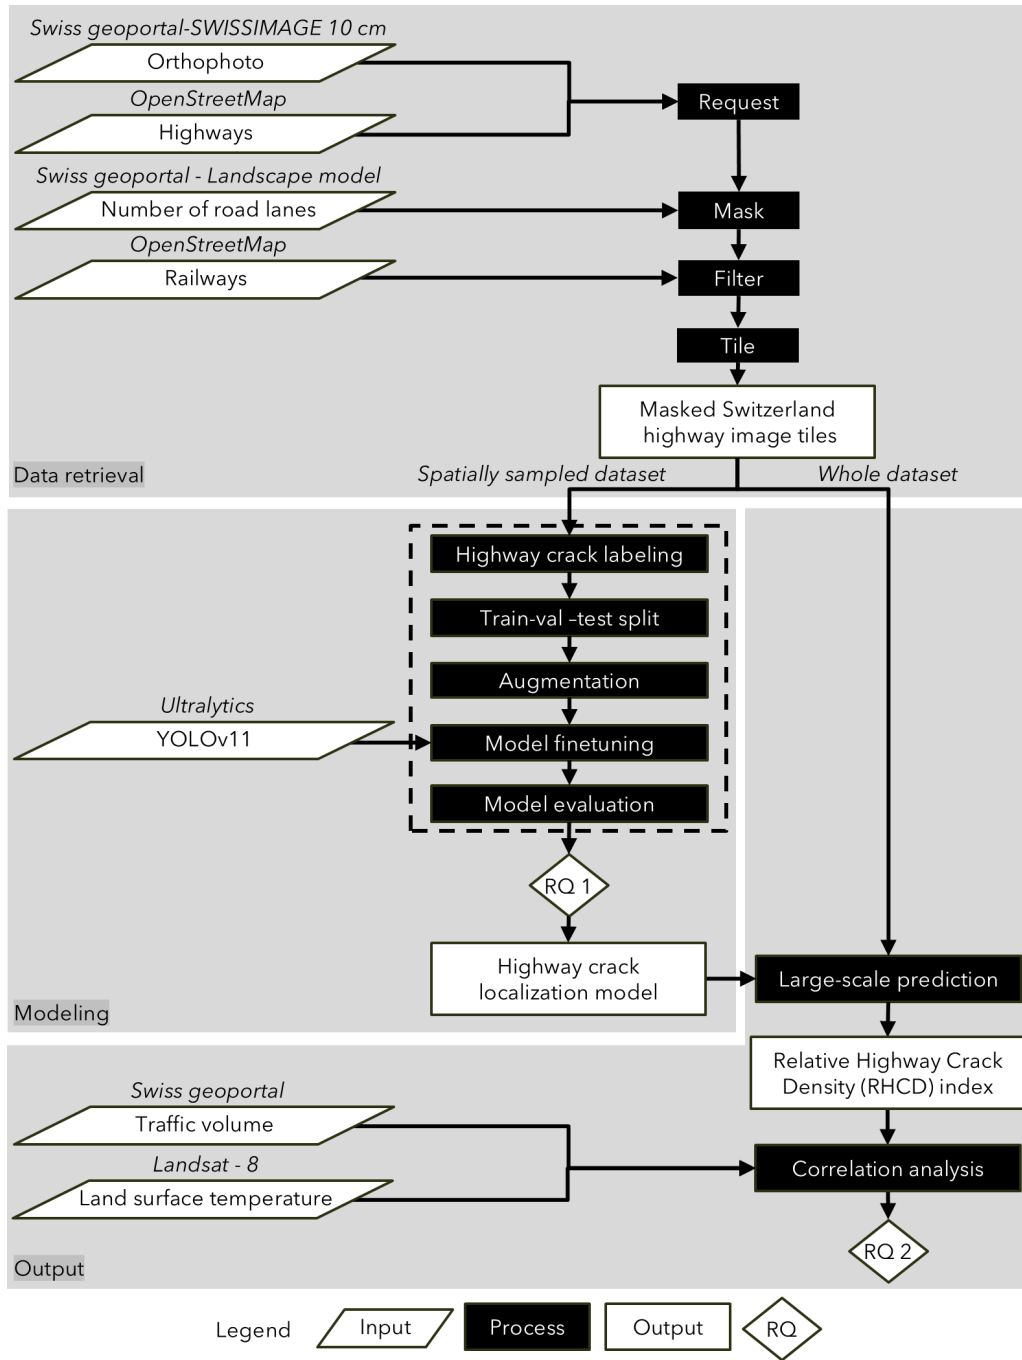 Swiss geoportal-SWISSIMAGE 10 cm
Orthophoto
OpenStreetMap
Highways
Request
Swiss geoportal - Landscape model
Number of road lanes
Mask
OpenStreetMap
Railways
Filter
Tile
Masked Switzerland
highway image tiles
Data retrieval
Spatially sampled dataset
Whole dataset
Highway crack labeling
Train-val –test split
Augmentation
Ultralytics
YOLOv11
Model finetuning
Model evaluation
RQ 1
Highway crack
localization model
Large-scale prediction
Modeling
Relative Highway Crack
Density (RHCD) index
Swiss geoportal
Traffic volume
Landsat - 8
Land surface temperature
Correlation analysis
RQ 2
Output
Legend
Input
Process
Output
RQ